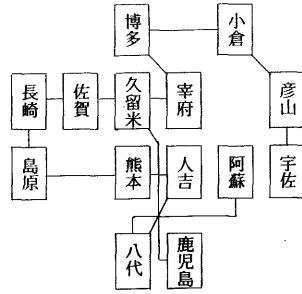 博多
小倉
長崎
佐賀
久留米
宰府
彦山
島原
熊本
人吉
阿蘇
宇佐
八代
鹿児島